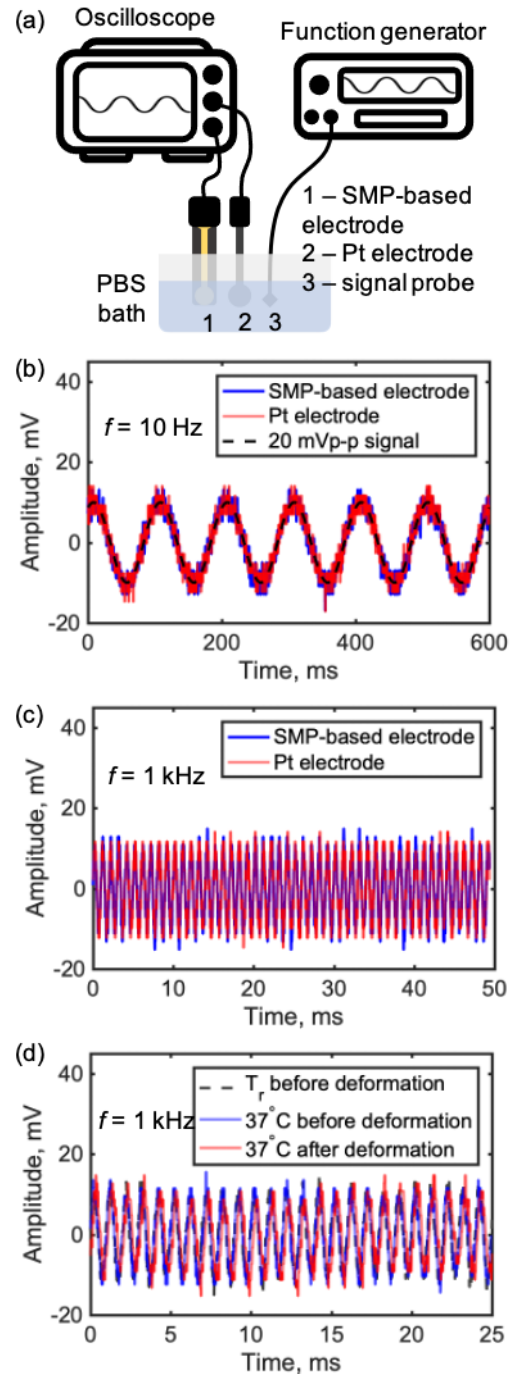 (a)
Oscilloscope
Function generator
1 – SMP-based
electrode
2 – Pt electrode
3 – signal probe
PBS
bath
1 2 3
(b)
40
20
0
-20
Amplitude, mV
f = 10 Hz
SMP-based electrode
Pt electrode
20 mVp-p signal
0 200 400 600
Time, ms
(c)
40
20
0
-20
Amplitude, mV
f = 1 kHz
SMP-based electrode
Pt electrode
0 10 20 30 40 50
Time, ms
(d)
40
20
0
-20
Amplitude, mV
f = 1 kHz
T_r before deformation
37°C before deformation
37°C after deformation
0 5 10 15 20 25
Time, ms